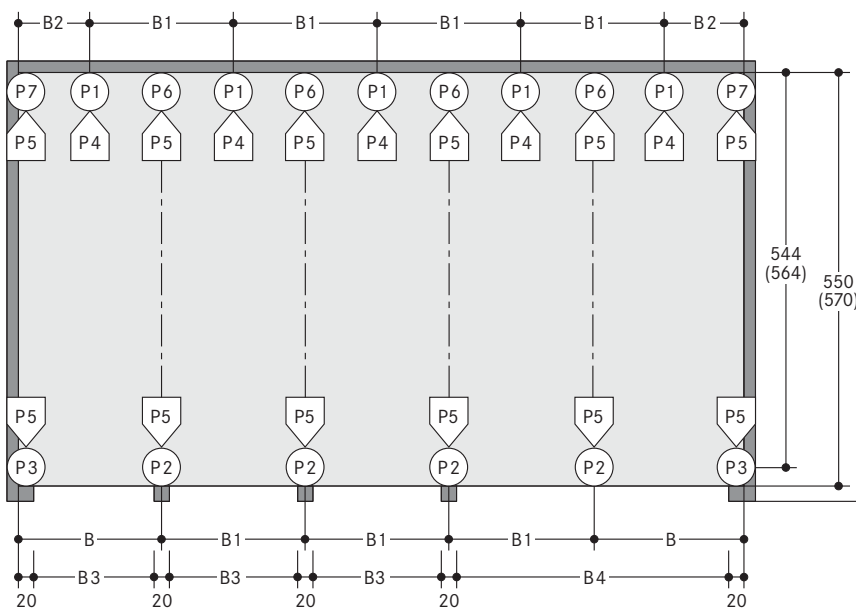 B2 B1 B1 B1 B1 B2
P7 P1 P6 P1 P6 P1 P6 P1 P6 P1 P7
P5 P4 P5 P4 P5 P4 P5 P4 P5 P4 P5
544
(564)
550
(570)
P5 P5 P5 P5 P5 P5
P3 P2 P2 P2 P2 P3
B B1 B1 B1 B
B3 B3 B3 B4
20 20 20 20 20